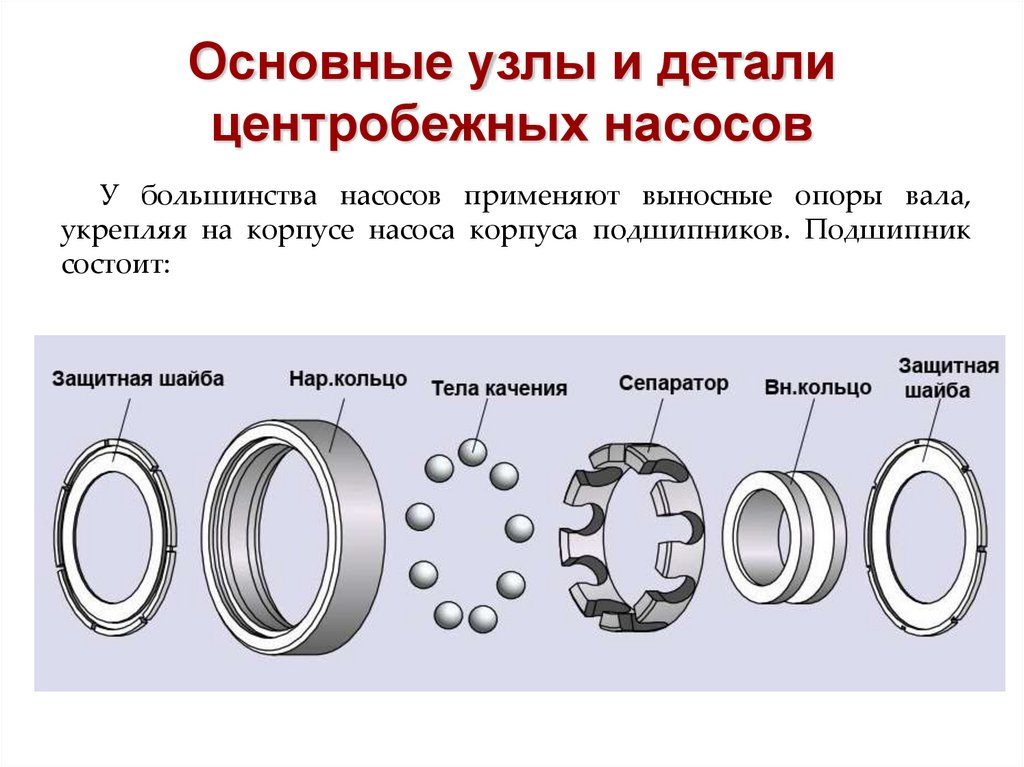 Основные узлы и детали
центробежных насосов
У большинства насосов применяют выносные опоры вала,
укрепляя на корпусе насоса корпуса подшипников. Подшипник
состоит:
Защитная шайба
Нар.кольцо
Тела качения
Сепаратор
Вн.кольцо
Защитная
шайба